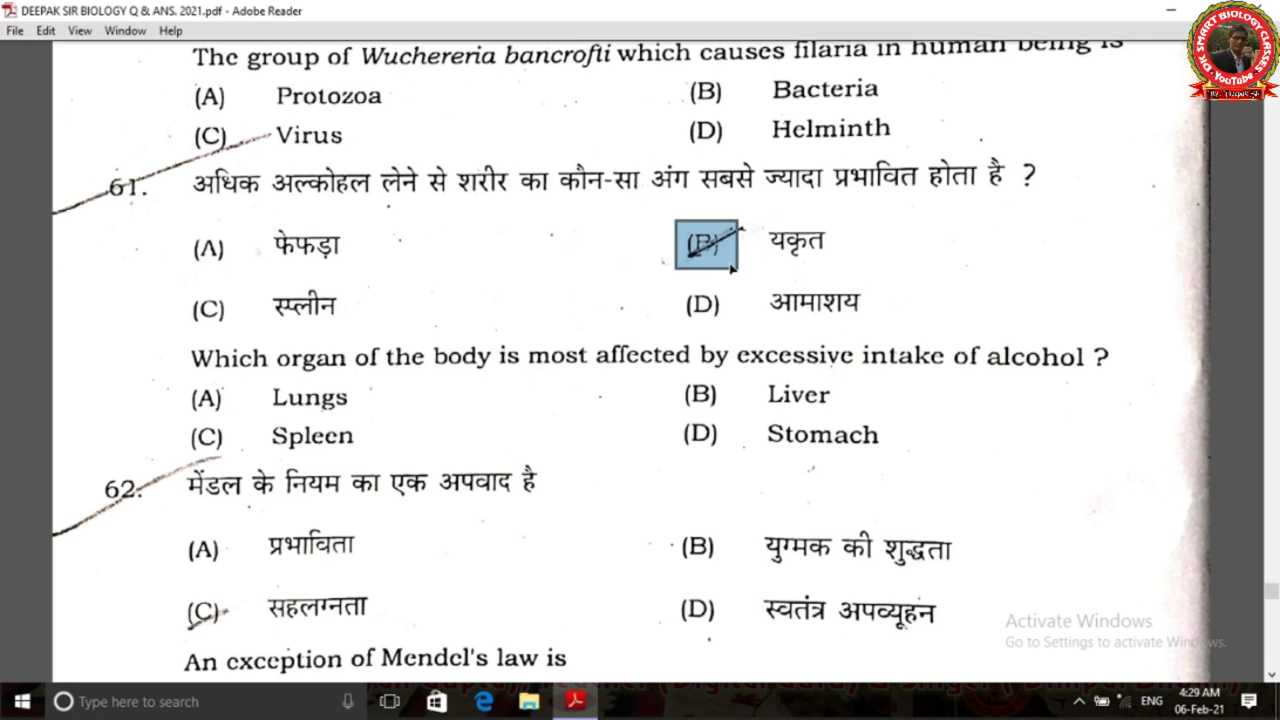 DEEPAK SIR BIOLOGY Q & ANS. 2021.pdf - Adobe Reader
File Edit View Window Help
DK SMART BIOLOGY CLASSES
YouTube
The group of Wuchereria bancrofti which causes filaria in human being is
(A) Protozoa (B) Bacteria
(C) Virus (D) Helminth
61. अधिक अल्कोहल लेने से शरीर का कौन-सा अंग सबसे ज्यादा प्रभावित होता है ?
(A) फेफड़ा (B) यकृत
(C) स्प्लीन (D) आमाशय
Which organ of the body is most affected by excessive intake of alcohol ?
(A) Lungs (B) Liver
(C) Spleen (D) Stomach
62. मेंडल के नियम का एक अपवाद है
(A) प्रभाविता (B) युग्मक की शुद्धता
(C) सहलग्नता (D) स्वतंत्र अपव्यूहन
Activate Windows
Go to Settings to activate Windows.
An exception of Mendel's law is
Type here to search
ENG
4:29 AM
06-Feb-21